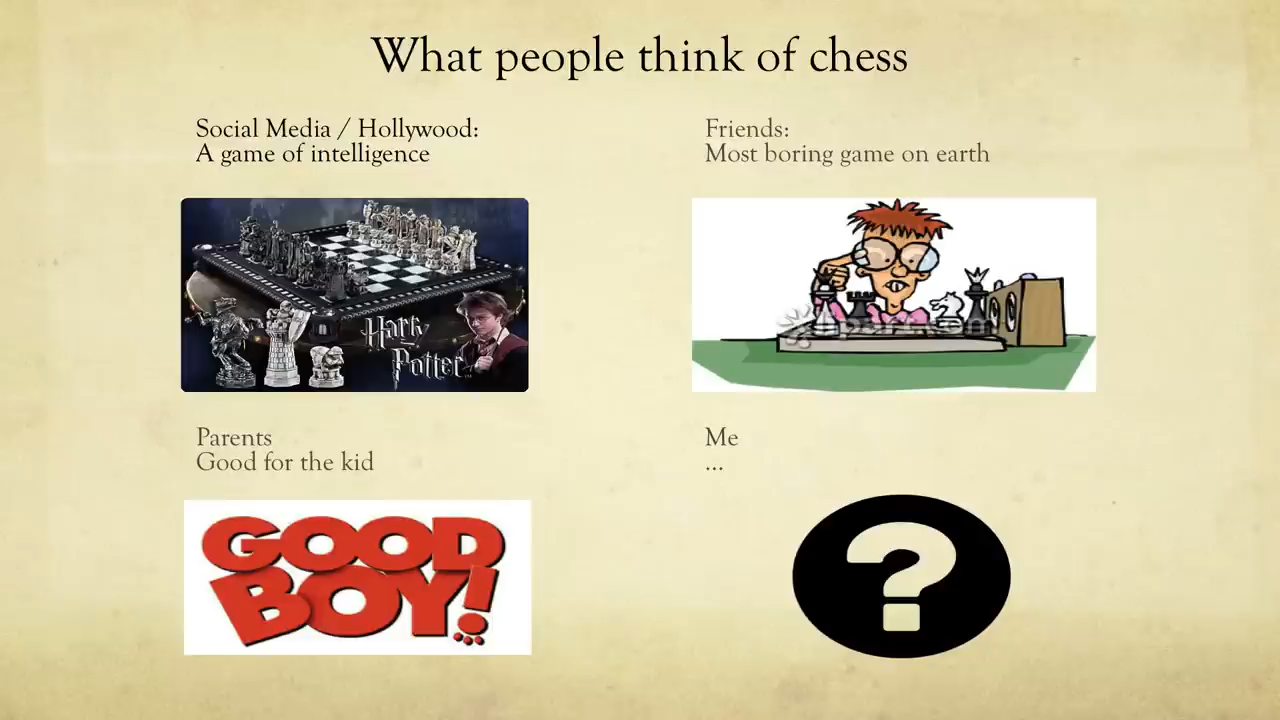 What people think of chess
Social Media / Hollywood:
A game of intelligence
Friends:
Most boring game on earth
Harry
Potter
Parents
Good for the kid
Me
...
GOOD
BOY!
?